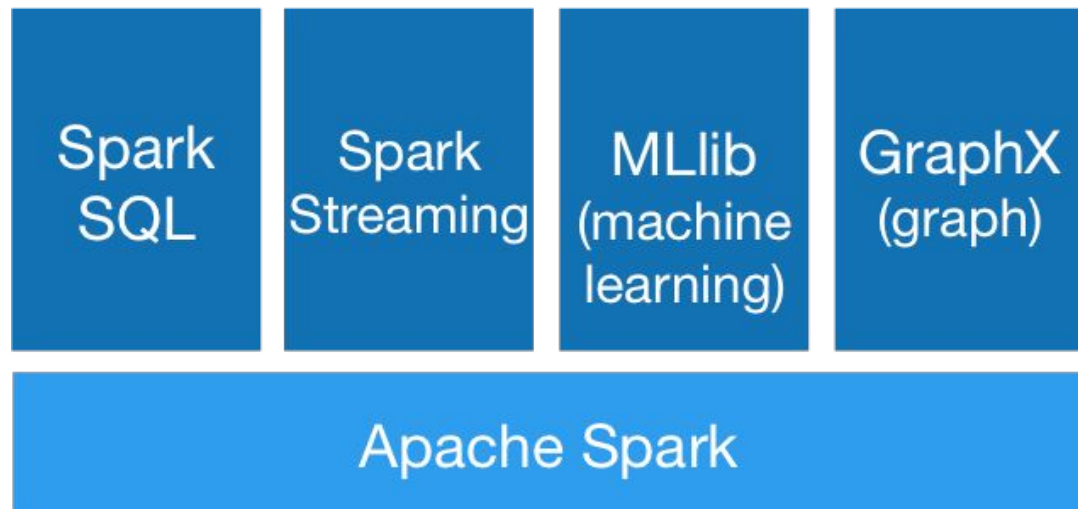 Spark
SQL
Spark
Streaming
MLlib
(machine
learning)
GraphX
(graph)
Apache Spark